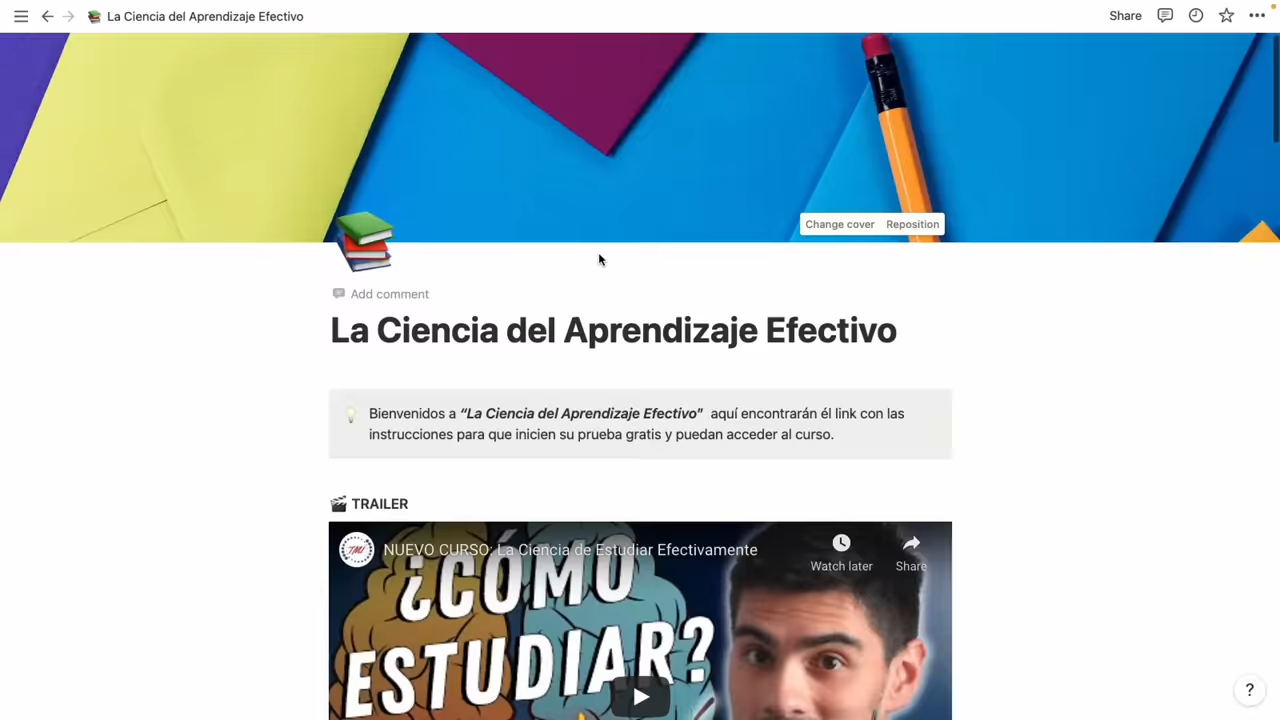 La Ciencia del Aprendizaje Efectivo
Share
Change cover Reposition
Add comment
La Ciencia del Aprendizaje Efectivo
Bienvenidos a “La Ciencia del Aprendizaje Efectivo” aquí encontrarán él link con las
instrucciones para que inicien su prueba gratis y puedan acceder al curso.
TRAILER
NUEVO CURSO: La Ciencia de Estudiar Efectivamente
Watch later
Share
¿CÓMO
ESTUDIAR?
?